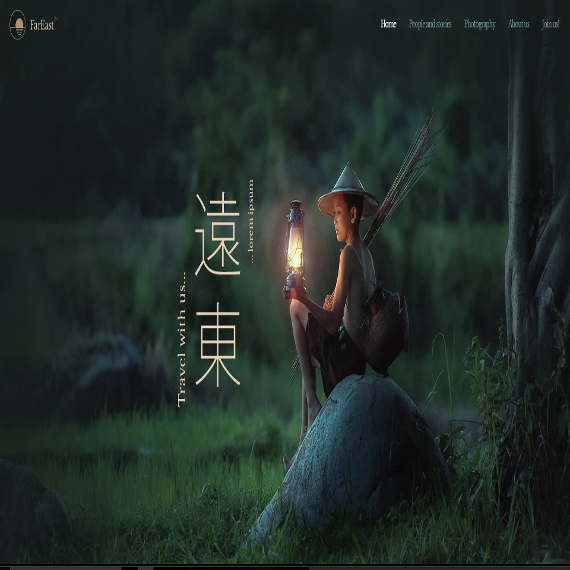 FarEast
Home
People and stories
Photography
About us
Join us!
遠
東
...lorem ipsum
Travel with us...